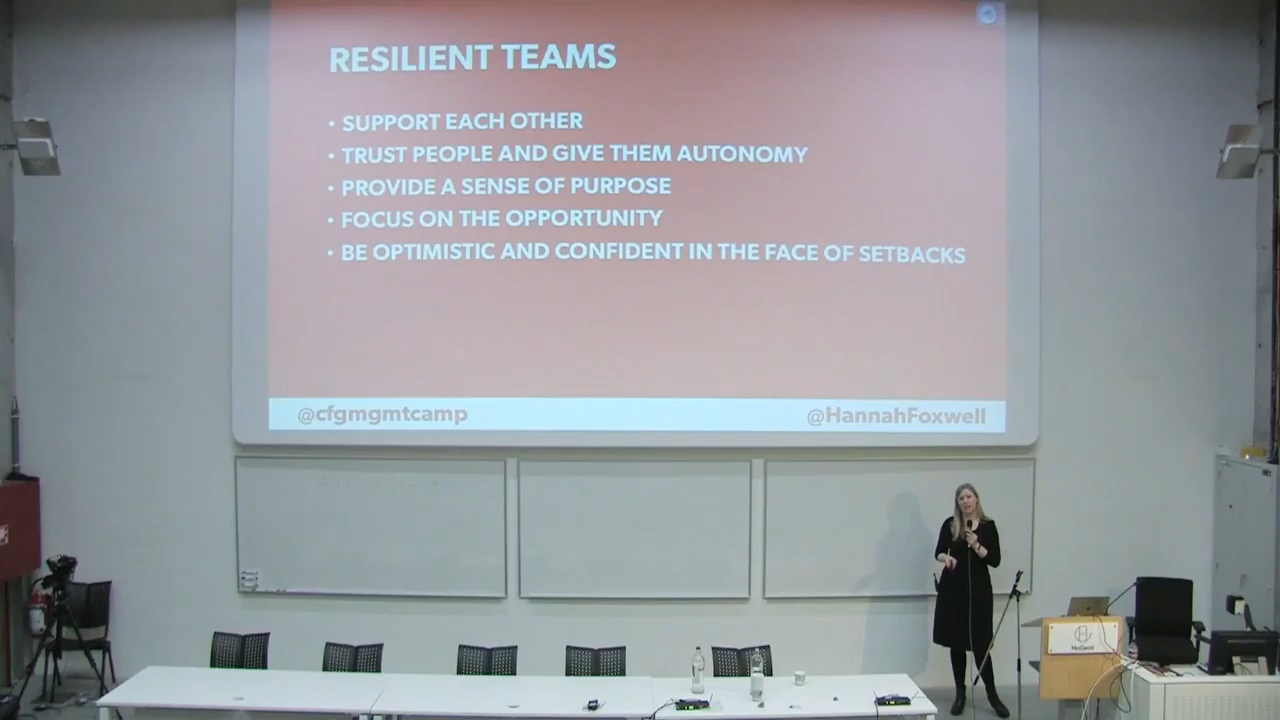 RESILIENT TEAMS
• SUPPORT EACH OTHER
• TRUST PEOPLE AND GIVE THEM AUTONOMY
• PROVIDE A SENSE OF PURPOSE
• FOCUS ON THE OPPORTUNITY
• BE OPTIMISTIC AND CONFIDENT IN THE FACE OF SETBACKS
@cfgmgmtcamp @HannahFoxwell
HoGent